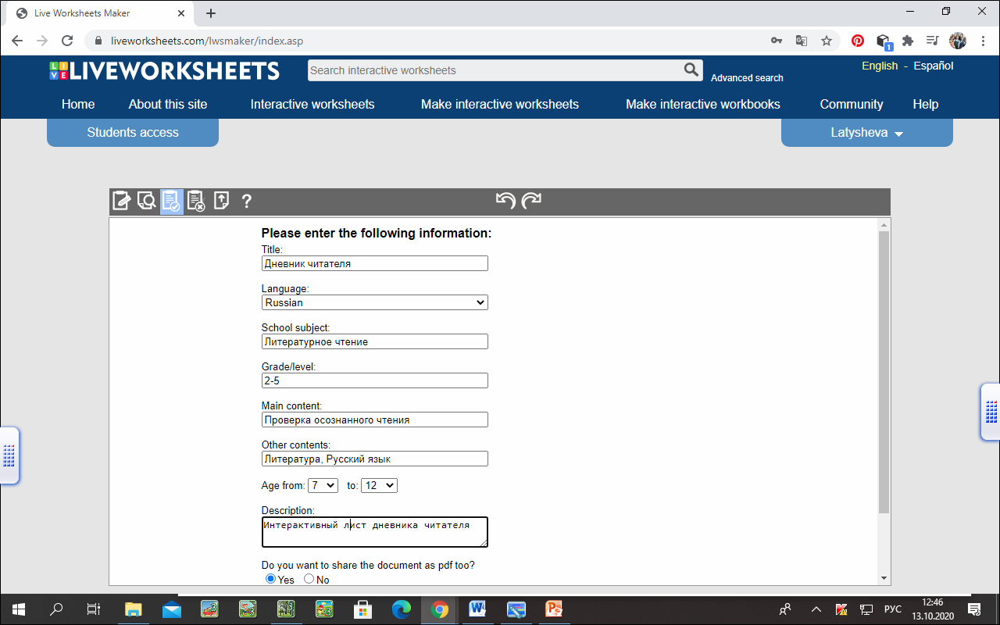 Live Worksheets Maker
liveworksheets.com/lwsmaker/index.asp
1
LIVE LIVEWORKSHEETS
Search interactive worksheets
Advanced search
English - Español
Home About this site Interactive worksheets Make interactive worksheets Make interactive workbooks Community Help
Students access
Latysheva
?
Please enter the following information:
Title:
Дневник читателя
Language:
Russian
School subject:
Литературное чтение
Grade/level:
2-5
Main content:
Проверка осознанного чтения
Other contents:
Литература, Русский язык
Age from: 7 to: 12
Description:
Интерактивный лист дневника читателя
Do you want to share the document as pdf too?
Yes No
РУС
12:46
13.10.2020